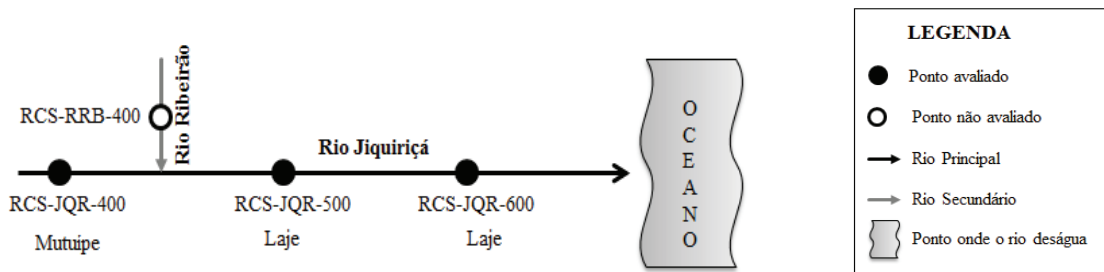 Rio Ribeirão
RCS-RRB-400
Rio Jiquiriçá
RCS-JQR-400
Mutuipe
RCS-JQR-500
Laje
RCS-JQR-600
Laje
OCEANO
LEGENDA
Ponto avaliado
Ponto não avaliado
Rio Principal
Rio Secundário
Ponto onde o rio deságua